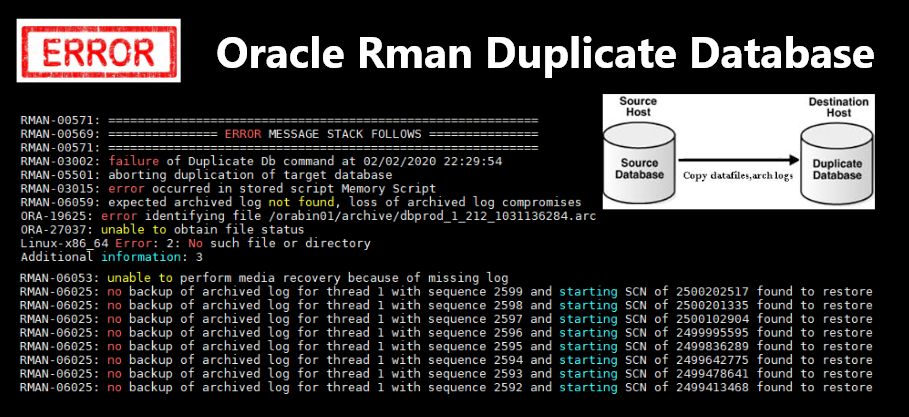 ERROR
Oracle Rman Duplicate Database
Source Host
Destination Host
Source Database
Copy datafiles,arch logs
Duplicate Database
RMAN-00571: ===========================================================
RMAN-00569: =============== ERROR MESSAGE STACK FOLLOWS ===============
RMAN-00571: ===========================================================
RMAN-03002: failure of Duplicate Db command at 02/02/2020 22:29:54
RMAN-05501: aborting duplication of target database
RMAN-03015: error occurred in stored script Memory Script
RMAN-06059: expected archived log not found, loss of archived log compromises
ORA-19625: error identifying file /orabin01/archive/dbprod_1_212_1031136284.arc
ORA-27037: unable to obtain file status
Linux-x86_64 Error: 2: No such file or directory
Additional information: 3
RMAN-06053: unable to perform media recovery because of missing log
RMAN-06025: no backup of archived log for thread 1 with sequence 2599 and starting SCN of 2500202517 found to restore
RMAN-06025: no backup of archived log for thread 1 with sequence 2598 and starting SCN of 2500201335 found to restore
RMAN-06025: no backup of archived log for thread 1 with sequence 2597 and starting SCN of 2500102904 found to restore
RMAN-06025: no backup of archived log for thread 1 with sequence 2596 and starting SCN of 2499995595 found to restore
RMAN-06025: no backup of archived log for thread 1 with sequence 2595 and starting SCN of 2499836289 found to restore
RMAN-06025: no backup of archived log for thread 1 with sequence 2594 and starting SCN of 2499642775 found to restore
RMAN-06025: no backup of archived log for thread 1 with sequence 2593 and starting SCN of 2499478641 found to restore
RMAN-06025: no backup of archived log for thread 1 with sequence 2592 and starting SCN of 2499413468 found to restore